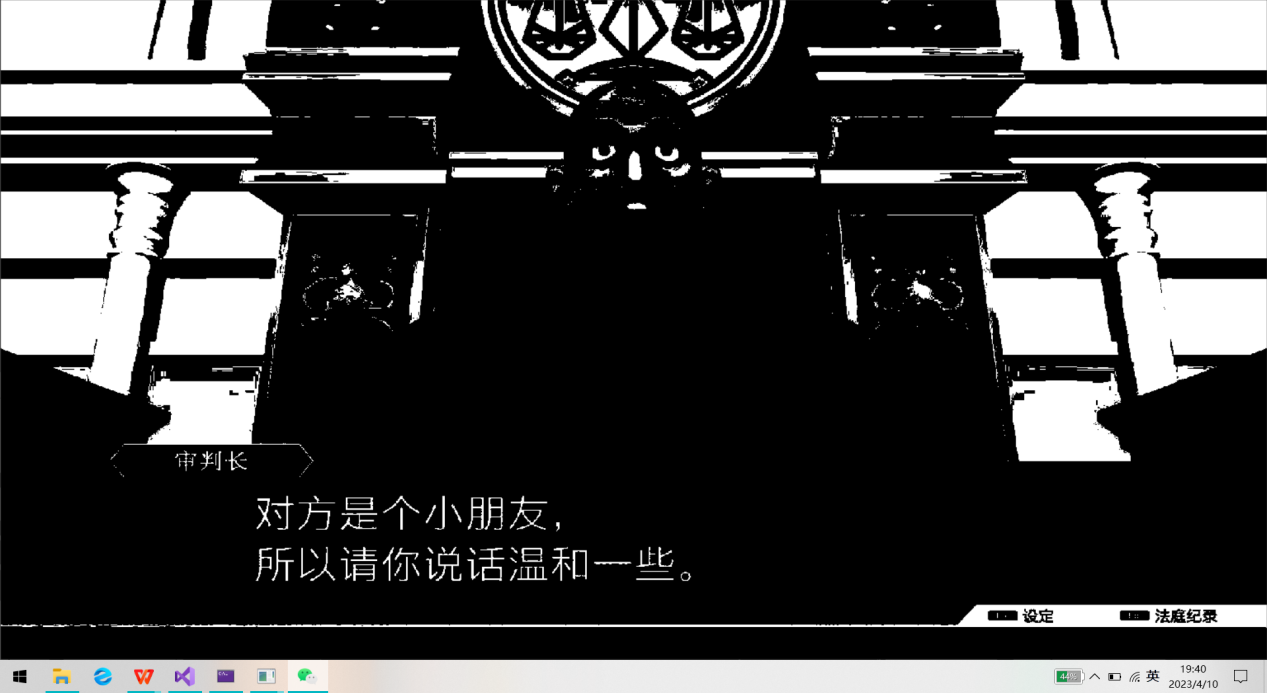 审判长
对方是个小朋友，
所以请你说话温和一些。
设定
法庭纪录
44%
英
19:40
2023/4/10